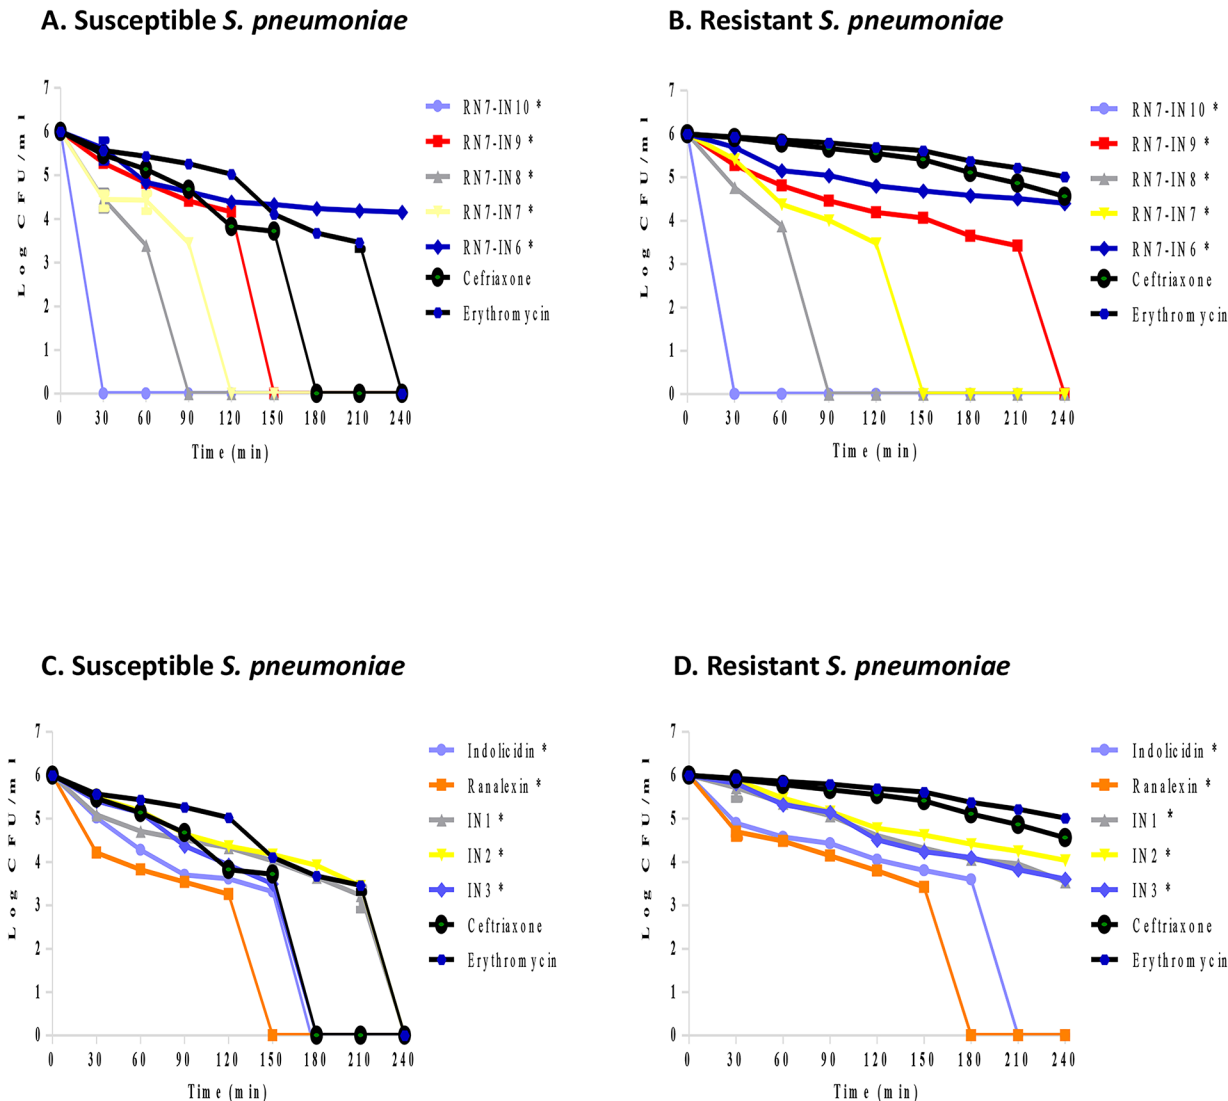 A. Susceptible S. pneumoniae
7
6
5
4
3
2
1
0
Log CFU/ml
0 30 60 90 120 150 180 210 240
Time (min)
RN7-IN10 *
RN7-IN9 *
RN7-IN8 *
RN7-IN7 *
RN7-IN6 *
Cefriaxone
Erythromycin
B. Resistant S. pneumoniae
7
6
5
4
3
2
1
0
Log CFU/ml
0 30 60 90 120 150 180 210 240
Time (min)
RN7-IN10 *
RN7-IN9 *
RN7-IN8 *
RN7-IN7 *
RN7-IN6 *
Ceftriaxone
Erythromycin
C. Susceptible S. pneumoniae
7
6
5
4
3
2
1
0
Log CFU/ml
0 30 60 90 120 150 180 210 240
Time (min)
Indolicidin *
Ranalexin *
IN1 *
IN2 *
IN3 *
Ceftriaxone
Erythromycin
D. Resistant S. pneumoniae
7
6
5
4
3
2
1
0
Log CFU/ml
0 30 60 90 120 150 180 210 240
Time (min)
Indolicidin *
Ranalexin *
IN1 *
IN2 *
IN3 *
Ceftriaxone
Erythromycin